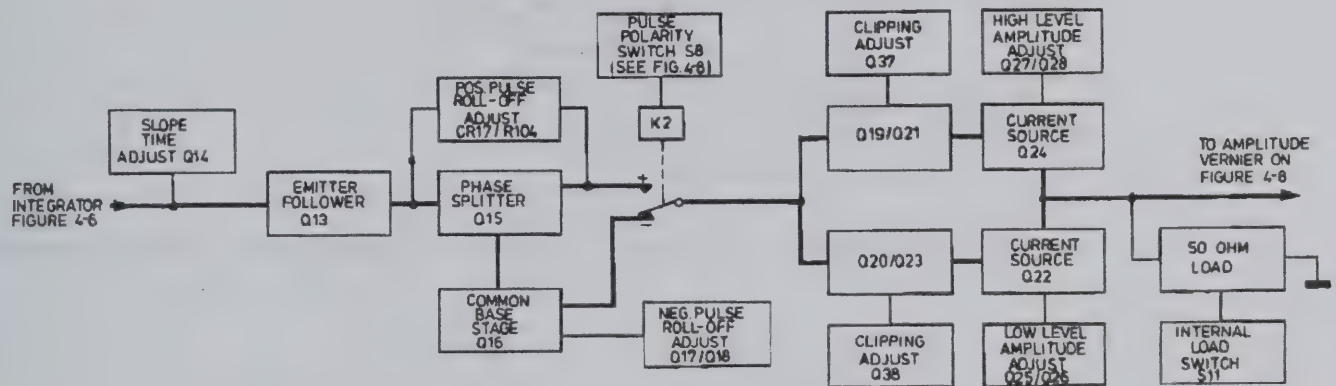 FROM
INTEGRATOR
FIGURE 4-6
SLOPE
TIME
ADJUST Q14
EMITTER
FOLLOWER
Q13
POS. PULSE
ROLL-OFF
ADJUST
CR17/R104
PHASE
SPLITTER
Q15
COMMON
BASE
STAGE
Q16
NEG. PULSE
ROLL-OFF
ADJUST
Q17/Q18
PULSE
POLARITY
SWITCH S8
(SEE FIG. 4-8)
K2
+
−
CLIPPING
ADJUST
Q37
Q19/Q21
Q20/Q23
CLIPPING
ADJUST
Q38
HIGH LEVEL
AMPLITUDE
ADJUST
Q27/Q28
CURRENT
SOURCE
Q24
CURRENT
SOURCE
Q22
LOW LEVEL
AMPLITUDE
ADJUST
Q25/Q26
TO AMPLITUDE
VERNIER ON
FIGURE 4-8
50 OHM
LOAD
INTERNAL
LOAD
SWITCH
S11